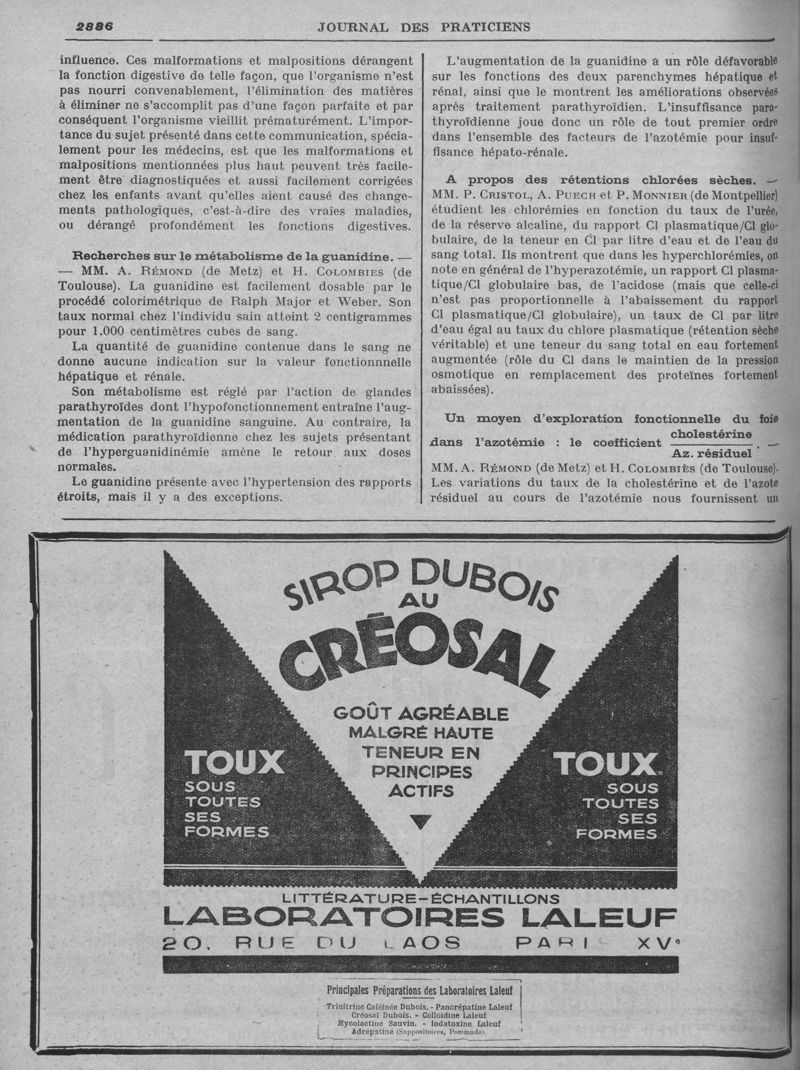 2886
JOURNAL DES PRATICIENS
influence. Ces malformations et malpositions dérangent
la fonction digestive de telle façon, que l'organisme n'est
pas nourri convenablement, l'élimination des matières
à éliminer ne s'accomplit pas d'une façon parfaite et par
conséquent l'organisme vieillit prématurément. L'impor-
tance du sujet présenté dans cette communication, spécia-
lement pour les médecins, est que les malformations et
malpositions mentionnées plus haut peuvent très facile-
ment être diagnostiquées et aussi facilement corrigées
chez les enfants avant qu'elles aient causé des change-
ments pathologiques, c'est-à-dire des vraies maladies,
ou dérangé profondément les fonctions digestives.
Recherches sur le métabolisme de la guanidine. —
— MM. A. RÉMOND (de Metz) et H. COLOMBIES (de
Toulouse). La guanidine est facilement dosable par le
procédé colorimétrique de Ralph Major et Weber. Son
taux normal chez l'individu sain atteint 2 centigrammes
pour 1.000 centimètres cubes de sang.
La quantité de guanidine contenue dans le sang ne
donne aucune indication sur la valeur fonctionnnelle
hépatique et rénale.
Son métabolisme est réglé par l'action de glandes
parathyroïdes dont l'hypofonctionnement entraîne l'aug-
mentation de la guanidine sanguine. Au contraire, la
médication parathyroïdienne chez les sujets présentant
de l'hyperguanidinémie amène le retour aux doses
normales.
Le guanidine présente avec l'hypertension des rapports
étroits, mais il y a des exceptions.
L'augmentation de la guanidine a un rôle défavorable
sur les fonctions des deux parenchymes hépatique et
rénal, ainsi que le montrent les améliorations observées
après traitement parathyroïdien. L'insuffisance para-
thyroïdienne joue donc un rôle de tout premier ordre
dans l'ensemble des facteurs de l'azotémie pour insuf-
fisance hépato-rénale.
A propos des rétentions chlorées sèches. —
MM. P. CRISTOL, A. PUECH et P. MONNIER (de Montpellier)
étudient les chlorémies en fonction du taux de l'urée,
de la réserve alcaline, du rapport Cl plasmatique/Cl glo-
bulaire, de la teneur en Cl par litre d'eau et de l'eau du
sang total. Ils montrent que dans les hyperchlorémies, on
note en général de l'hyperazotémie, un rapport Cl plasma-
tique/Cl globulaire bas, de l'acidose (mais que celle-ci
n'est pas proportionnelle à l'abaissement du rapport
Cl plasmatique/Cl globulaire), un taux de Cl par litre
d'eau égal au taux du chlore plasmatique (rétention sèche
véritable) et une teneur du sang total en eau fortement
augmentée (rôle du Cl dans le maintien de la pression
osmotique en remplacement des proteïnes fortement
abaissées).
Un moyen d'exploration fonctionnelle du foie
dans l'azotémie : le coefficient cholestérine / Az. résiduel . —
MM. A. RÉMOND (de Metz) et H. COLOMBIÈS (de Toulouse).
Les variations du taux de la cholestérine et de l'azote
résiduel au cours de l'azotémie nous fournissent un
SIROP DUBOIS
AU
CRÉOSAL
GOÛT AGRÉABLE
MALGRÉ HAUTE
TENEUR EN
PRINCIPES
ACTIFS
TOUX
SOUS
TOUTES
SES
FORMES
TOUX
SOUS
TOUTES
SES
FORMES
LITTÉRATURE-ÉCHANTILLONS
LABORATOIRES LALEUF
20. RUE DU LAOS PARIS XVe
Principales Préparations des Laboratoires Laleuf
Trinitrine Caféinée Dubois. - Pancrépatine Laleuf
Créosal Dubois. - Colloïdine Laleuf
Mycolactine Sauvin. - Iodatoxine Laleuf
Adrépatine (Suppositoires, Pommade).